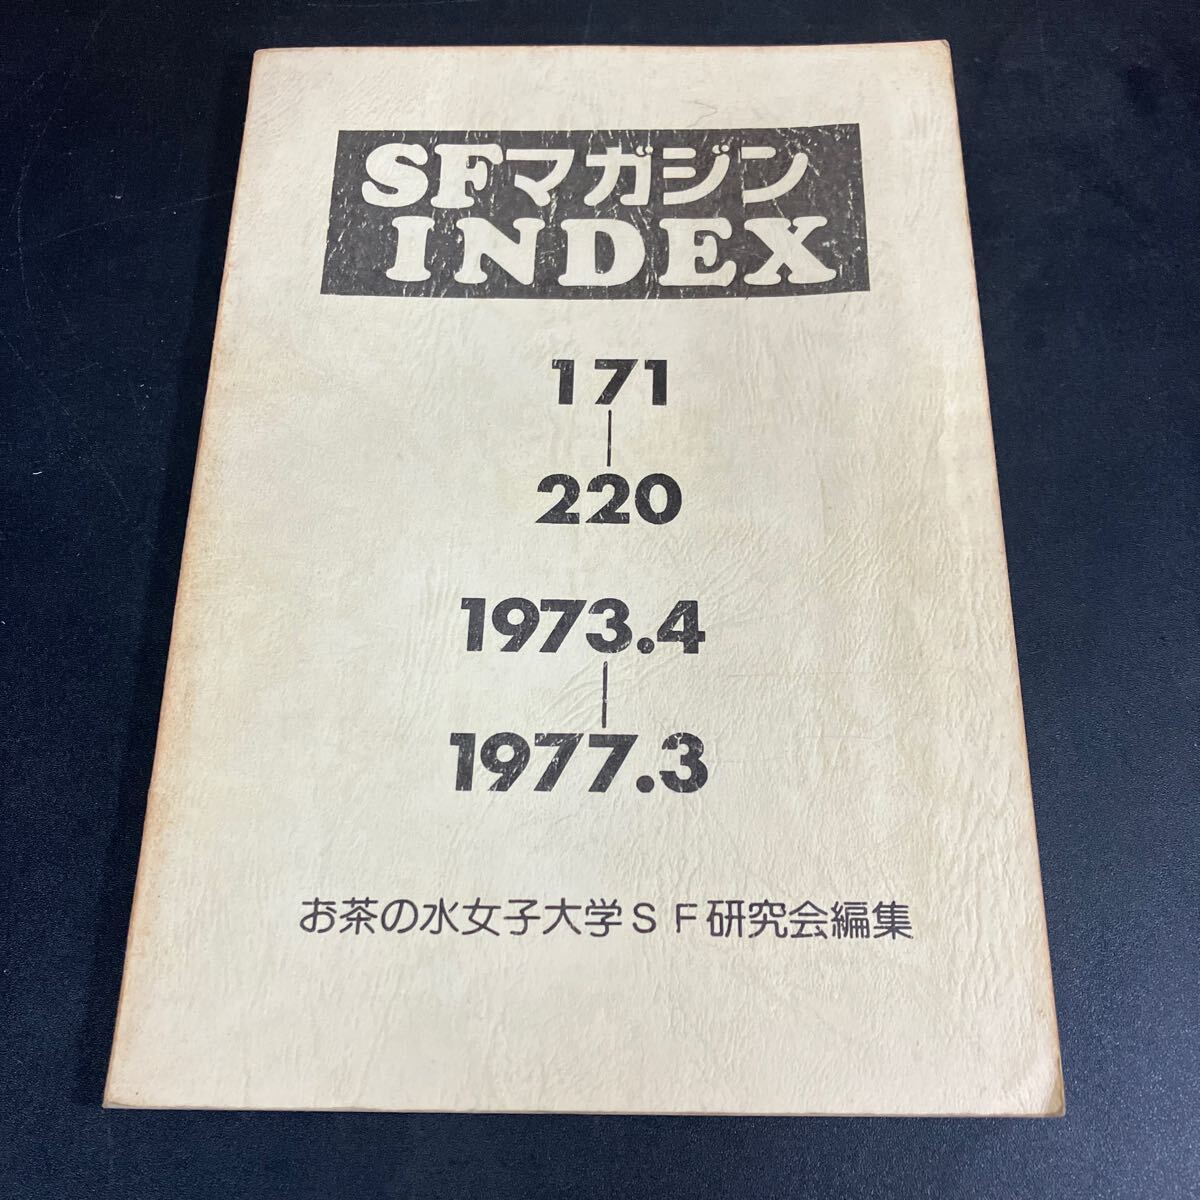 SFマガジン
INDEX
171
|
220
1973.4
|
1977.3
お茶の水女子大学SF研究会編集